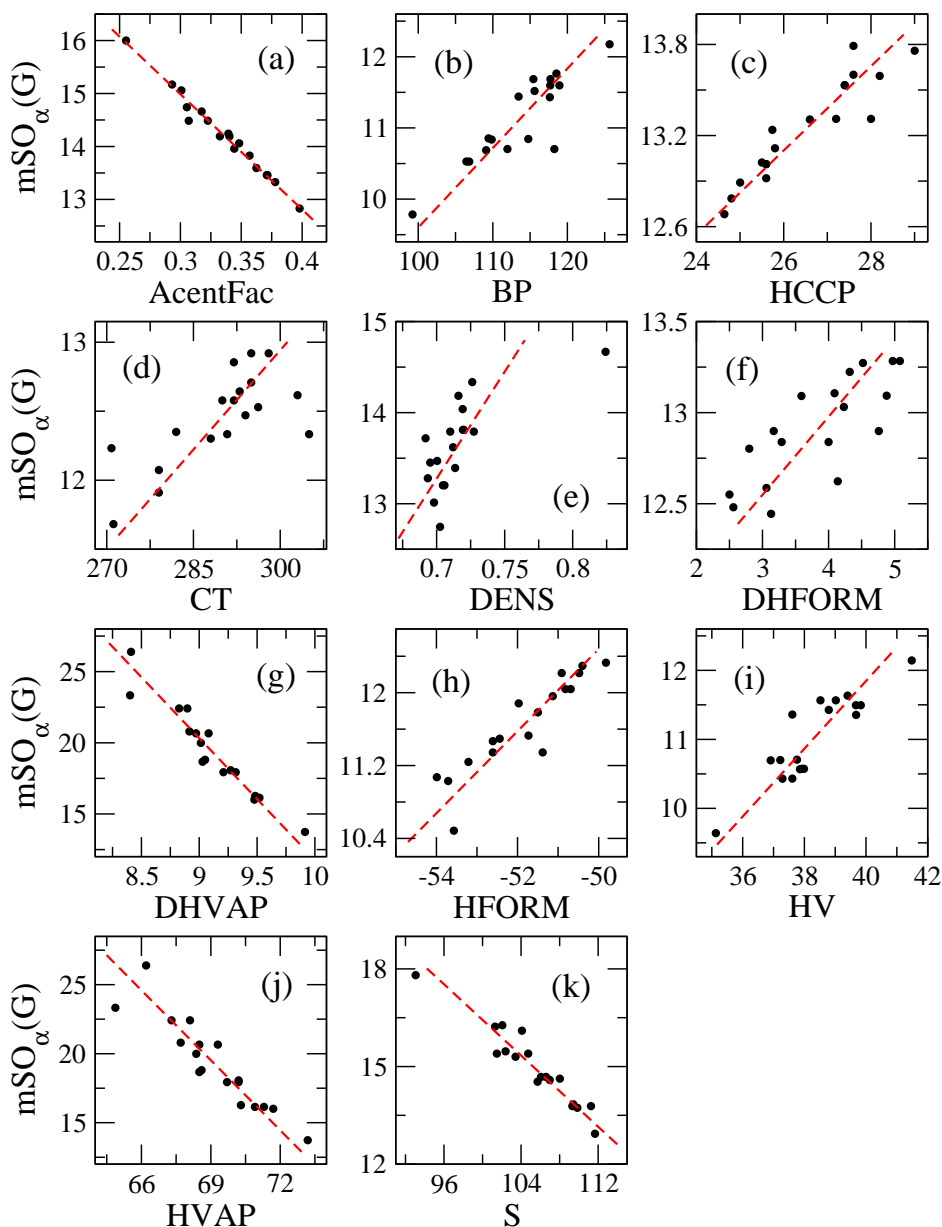 16
15
14
13
mSOα(G)
(a)
0.25 0.3 0.35 0.4
AcentFac
12
11
10
(b)
100 110 120
BP
13.8
13.2
12.6
(c)
24 26 28
HCCP
13
12
mSOα(G)
(d)
270 285 300
CT
15
14
13
12
(e)
0.7 0.75 0.8
DENS
13.5
13
12.5
(f)
2 3 4 5
DHFORM
25
20
15
mSOα(G)
(g)
8.5 9 9.5 10
DHVAP
12
11.2
10.4
(h)
-54 -52 -50
HFORM
12
11
10
(i)
36 38 40 42
HV
25
20
15
mSOα(G)
(j)
66 69 72
HVAP
18
16
14
12
(k)
96 104 112
S